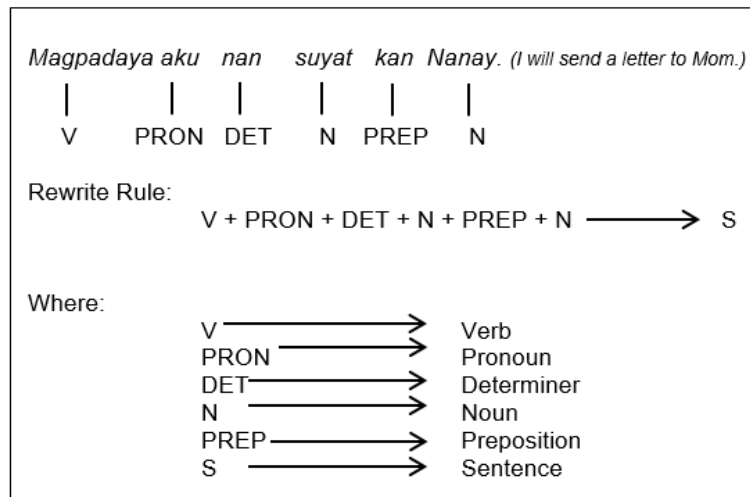 Magpadaya aku nan suyat kan Nanay. (I will send a letter to Mom.)
V PRON DET N PREP N
Rewrite Rule:
V + PRON + DET + N + PREP + N ⟶ S
Where:
V ⟶ Verb
PRON ⟶ Pronoun
DET ⟶ Determiner
N ⟶ Noun
PREP ⟶ Preposition
S ⟶ Sentence